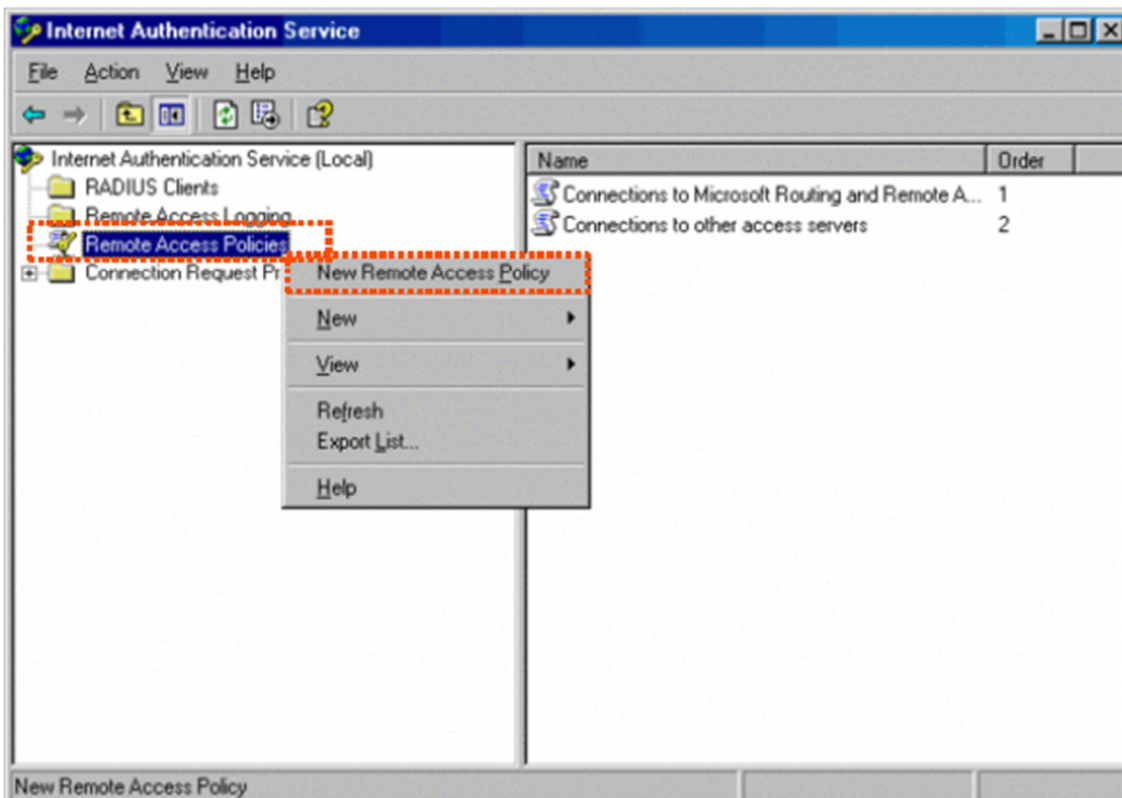 Internet Authentication Service
File Action View Help
Internet Authentication Service (Local)
RADIUS Clients
Remote Access Logging
Remote Access Policies
Connection Request Pr
New Remote Access Policy
New
View
Refresh
Export List...
Help
Name Order
Connections to Microsoft Routing and Remote A... 1
Connections to other access servers 2
New Remote Access Policy